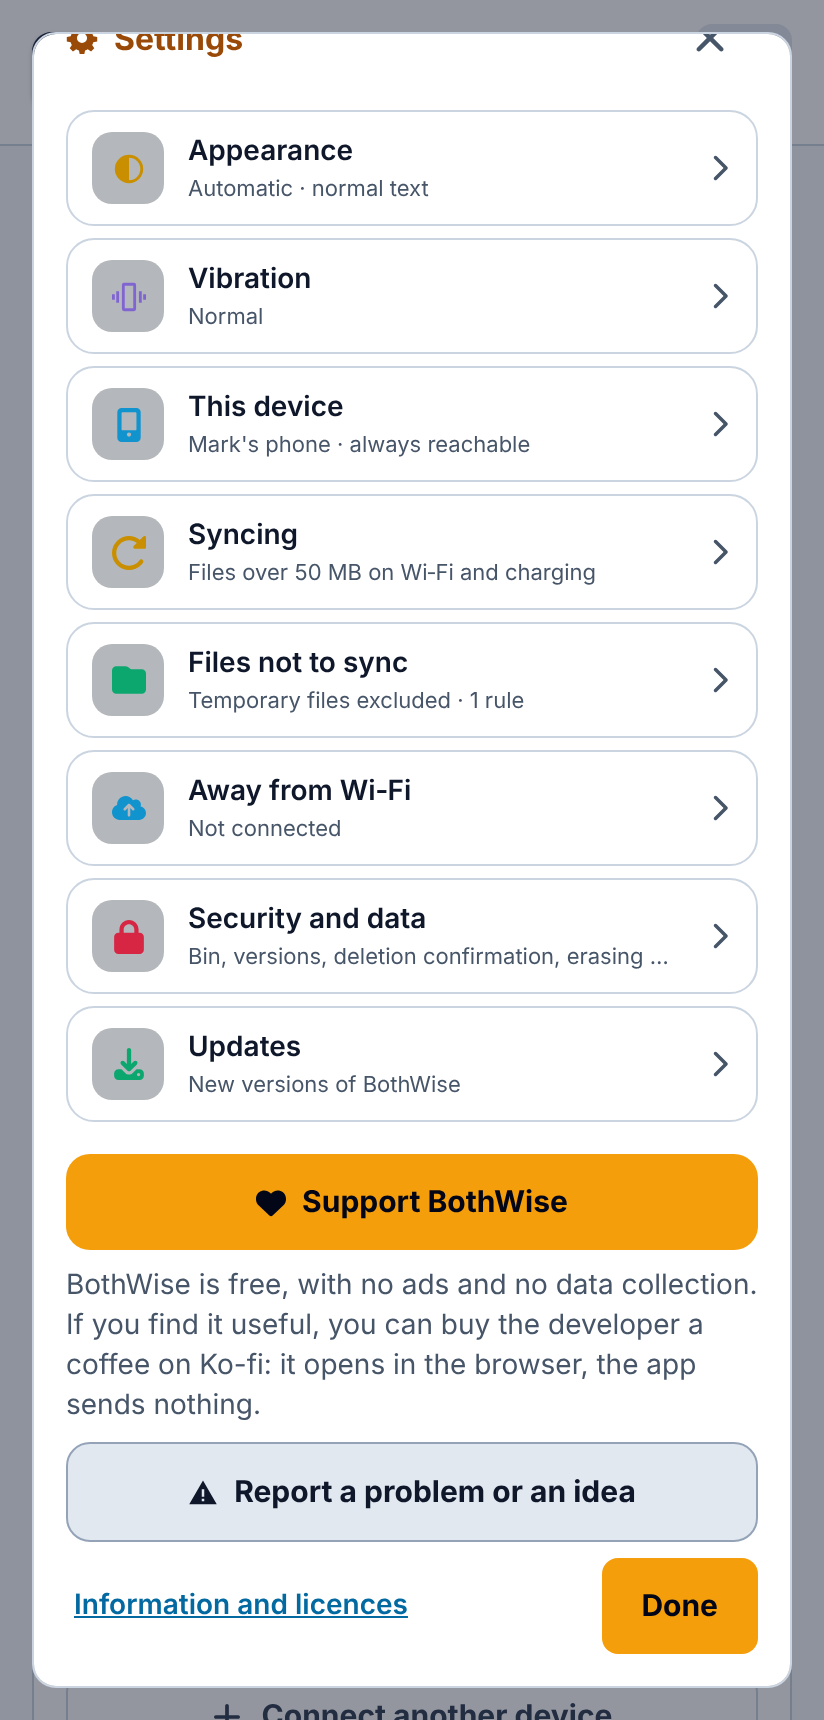 Settings
Appearance
Automatic · normal text
Vibration
Normal
This device
Mark's phone · always reachable
Syncing
Files over 50 MB on Wi-Fi and charging
Files not to sync
Temporary files excluded · 1 rule
Away from Wi-Fi
Not connected
Security and data
Bin, versions, deletion confirmation, erasing ...
Updates
New versions of BothWise
Support BothWise
BothWise is free, with no ads and no data collection.
If you find it useful, you can buy the developer a
coffee on Ko-fi: it opens in the browser, the app
sends nothing.
Report a problem or an idea
Information and licences
Done
Connect another device